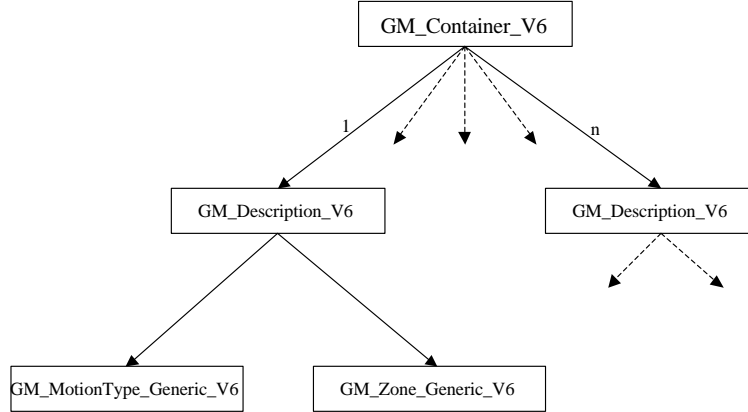 GM_Container_V6
1
n
GM_Description_V6
GM_Description_V6
GM_MotionType_Generic_V6
GM_Zone_Generic_V6